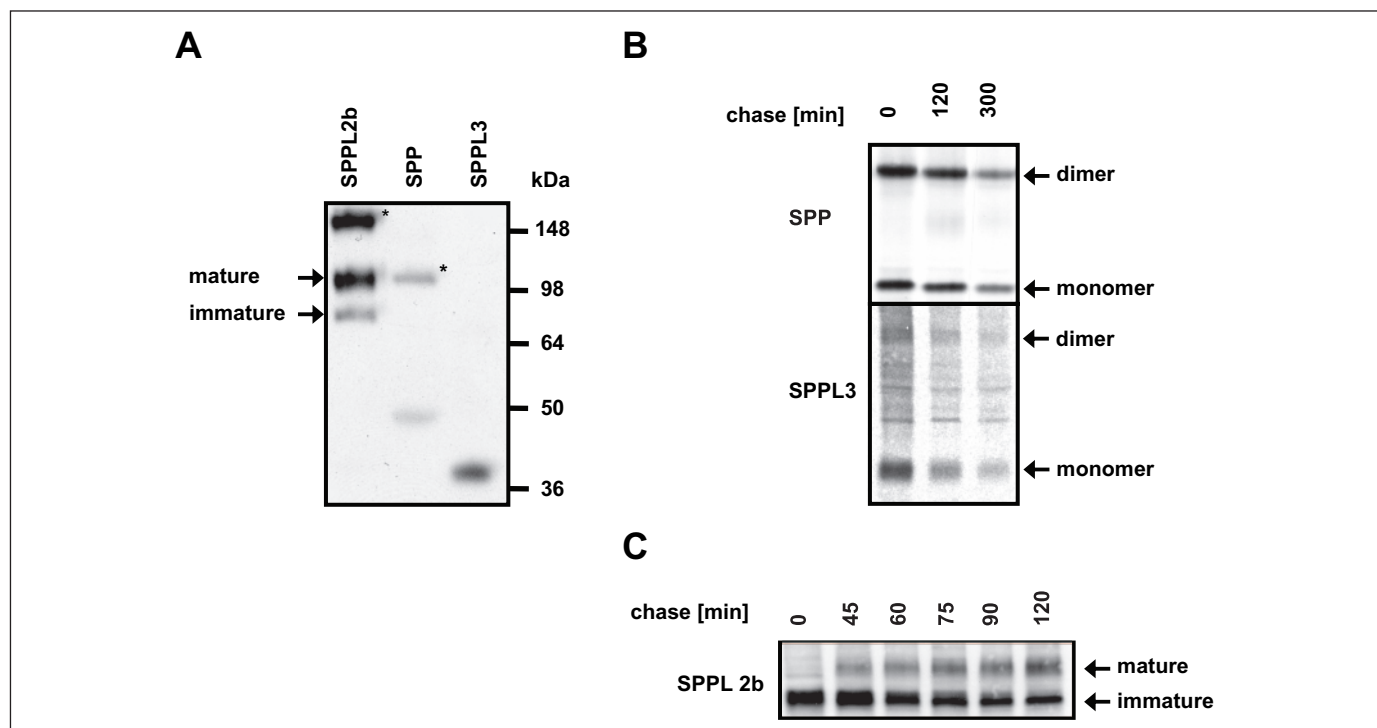 A
SPPL2b
SPP
SPPL3
kDa
*
148
*
mature
98
immature
64
50
36
B
chase [min]
0
120
300
dimer
SPP
monomer
dimer
SPPL3
monomer
C
chase [min]
0
45
60
75
90
120
mature
SPPL 2b
immature